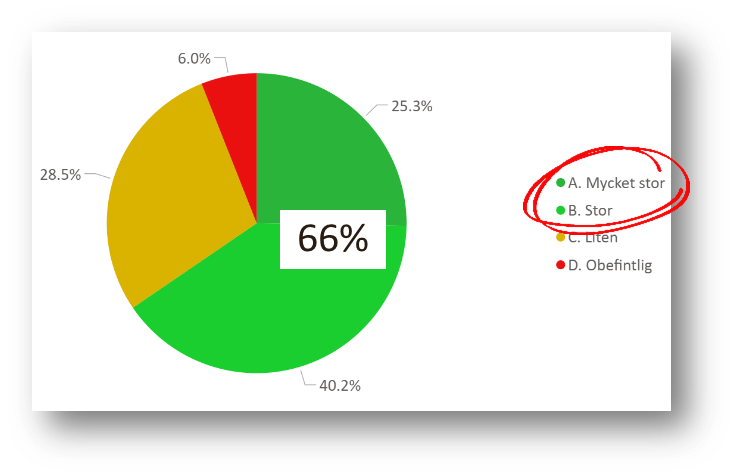 6.0%
25.3%
28.5%
A. Mycket stor
B. Stor
66%
C. Liten
D. Obefintlig
40.2%